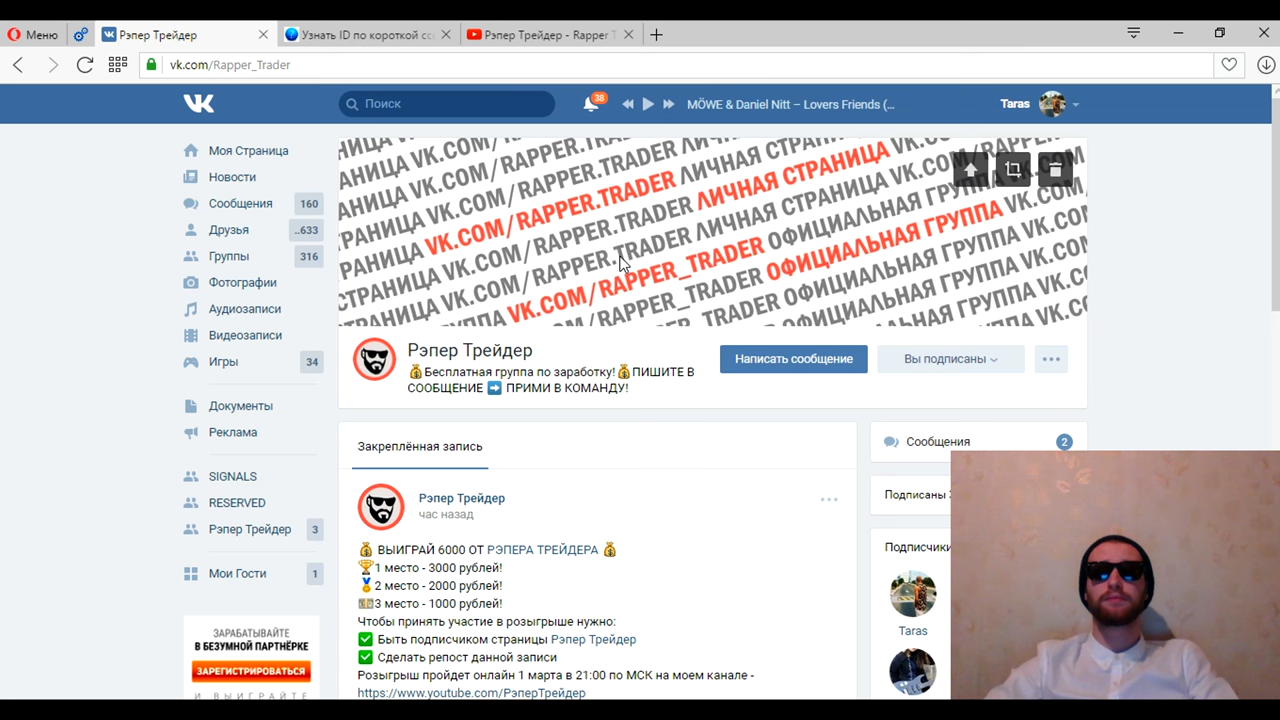 Меню
Рэпер Трейдер
Узнать ID по короткой сс
Рэпер Трейдер - Rapper T
vk.com/Rapper_Trader
Поиск
38
MÖWE & Daniel Nitt – Lovers Friends (...
Taras
Моя Страница
Новости
Сообщения 160
Друзья ..633
Группы 316
Фотографии
Аудиозаписи
Видеозаписи
Игры 34
Документы
Реклама
SIGNALS
RESERVED
Рэпер Трейдер 3
Мои Гости 1
ЗАРАБАТЫВАЙТЕ
В БЕЗУМНОЙ ПАРТНЁРКЕ
ЗАРЕГИСТРИРОВАТЬСЯ
И ВЫИГРАЙТЕ
VK.COM/RAPPER.TRADER ЛИЧНАЯ СТРАНИЦА
VK.COM/RAPPER_TRADER ОФИЦИАЛЬНАЯ ГРУППА
Рэпер Трейдер
💰Бесплатная группа по заработку!💰ПИШИТЕ В
СООБЩЕНИЕ ➡ ПРИМИ В КОМАНДУ!
Написать сообщение
Вы подписаны
Закреплённая запись
Рэпер Трейдер
час назад
💰 ВЫИГРАЙ 6000 ОТ РЭПЕРА ТРЕЙДЕРА 💰
🏆1 место - 3000 рублей!
🏅2 место - 2000 рублей!
💵3 место - 1000 рублей!
Чтобы принять участие в розыгрыше нужно:
✅ Быть подписчиком страницы Рэпер Трейдер
✅ Сделать репост данной записи
Розыгрыш пройдет онлайн 1 марта в 21:00 по МСК на моем канале -
https://www.youtube.com/РэперТрейдер
Сообщения 2
Подписаны
Подписчики
Taras